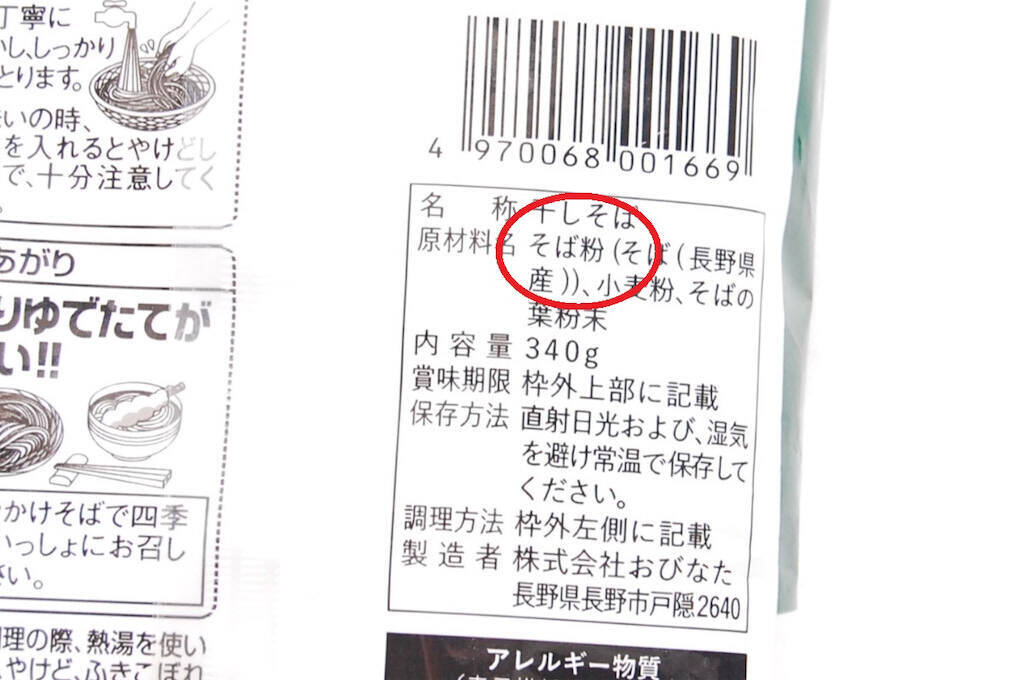 丁寧に
し、しっかり
とります。
いの時、
を入れるとやけどし
で、十分注意してく
。
あがり
りゆでたてが
い!!
かけそばで四季
いっしょにお召し
さい。
理の際、熱湯を使い
やけど、ふきこぼれ
4 970068 001669
名称 干しそば
原材料名 そば粉(そば(長野県
産))、小麦粉、そばの
葉粉末
内容量 340g
賞味期限 枠外上部に記載
保存方法 直射日光および、湿気
を避け常温で保存して
ください。
調理方法 枠外左側に記載
製造者 株式会社おびなた
長野県長野市戸隠2640
アレルギー物質